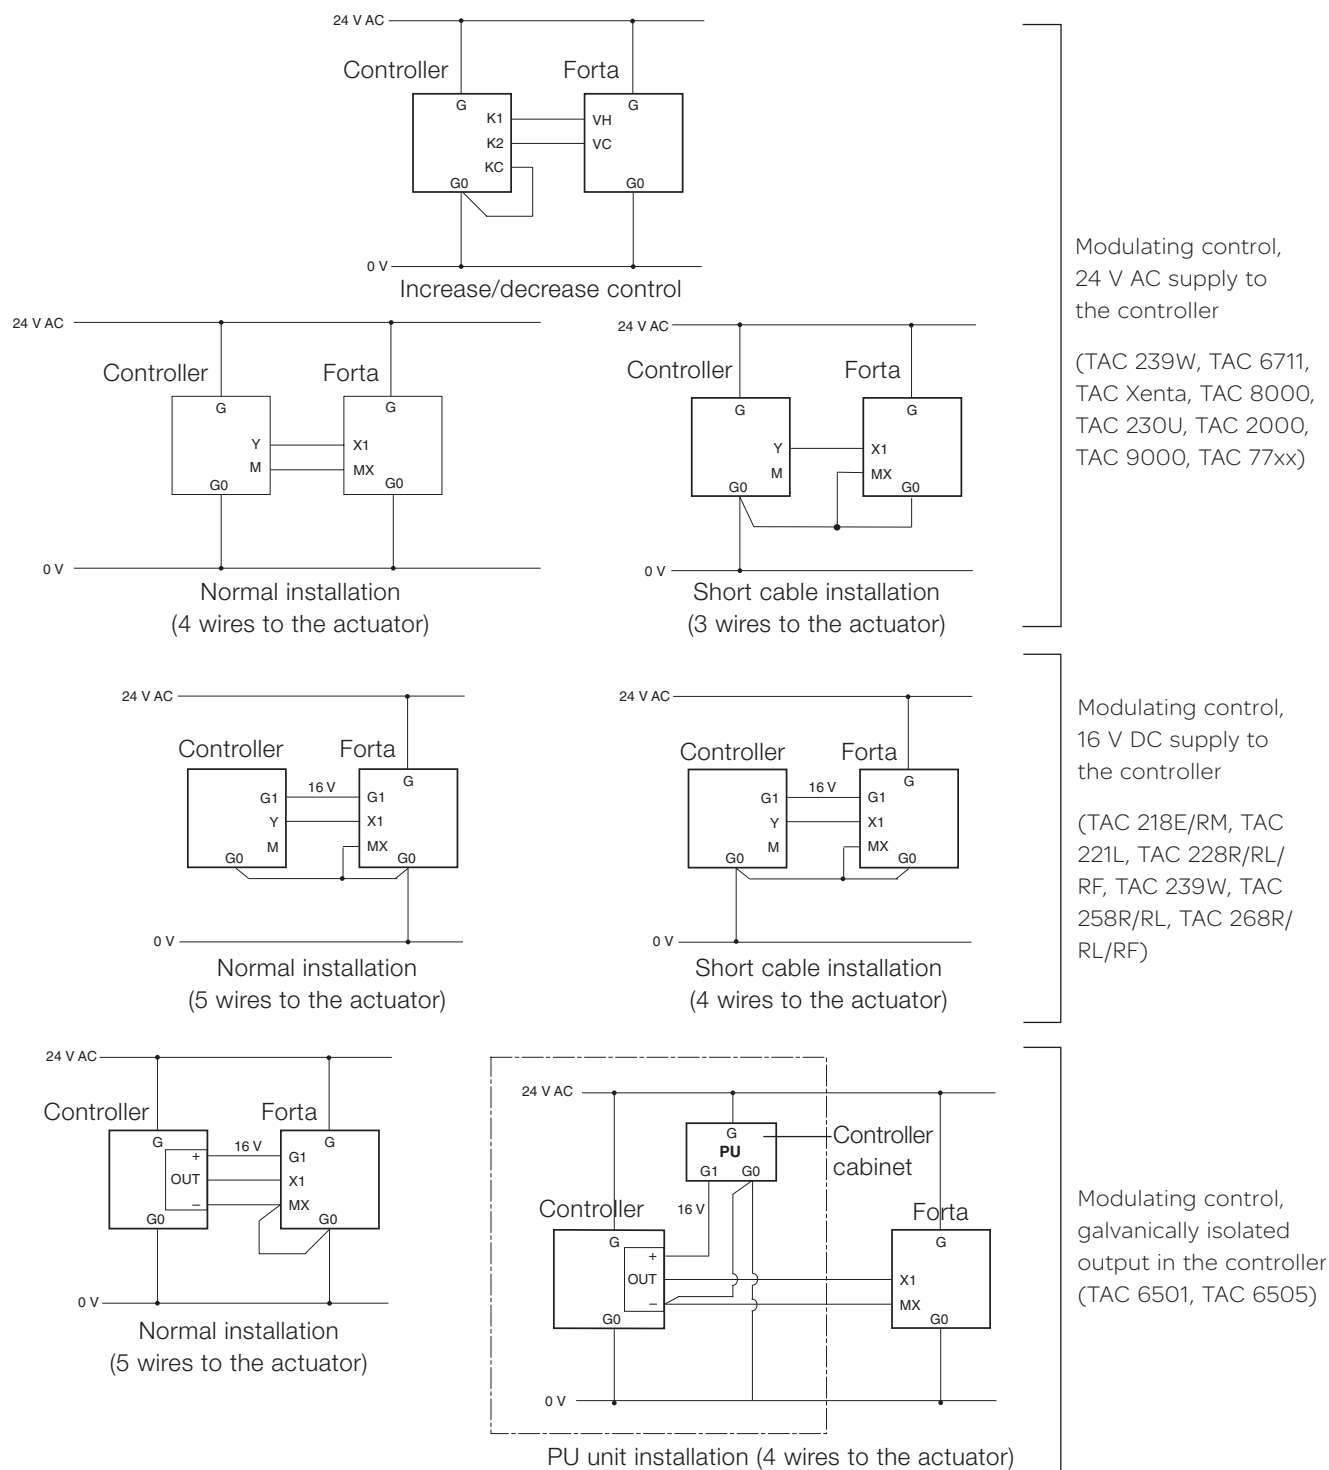 24 V AC
Controller
Forta
G
G
K1
VH
K2
VC
KC
G0
G0
0 V
Increase/decrease control
24 V AC
Controller
Forta
G
G
Y
X1
M
MX
G0
G0
0 V
Normal installation
(4 wires to the actuator)
24 V AC
Controller
Forta
G
G
Y
X1
M
MX
G0
G0
0 V
Short cable installation
(3 wires to the actuator)
Modulating control,
24 V AC supply to
the controller
(TAC 239W, TAC 6711,
TAC Xenta, TAC 8000,
TAC 230U, TAC 2000,
TAC 9000, TAC 77xx)
24 V AC
Controller
Forta
G
G1
16 V
G1
Y
X1
M
MX
G0
G0
0 V
Normal installation
(5 wires to the actuator)
24 V AC
Controller
Forta
G
G1
16 V
G1
Y
X1
M
MX
G0
G0
0 V
Short cable installation
(4 wires to the actuator)
Modulating control,
16 V DC supply to
the controller
(TAC 218E/RM, TAC
221L, TAC 228R/RL/
RF, TAC 239W, TAC
258R/RL, TAC 268R/
RL/RF)
24 V AC
Controller
Forta
G
G
+
16 V
G1
OUT
X1
–
MX
G0
G0
0 V
Normal installation
(5 wires to the actuator)
24 V AC
G
PU
G1
G0
Controller
cabinet
16 V
Controller
Forta
G
G
+
OUT
X1
–
MX
G0
G0
0 V
PU unit installation (4 wires to the actuator)
Modulating control,
galvanically isolated
output in the controller
(TAC 6501, TAC 6505)